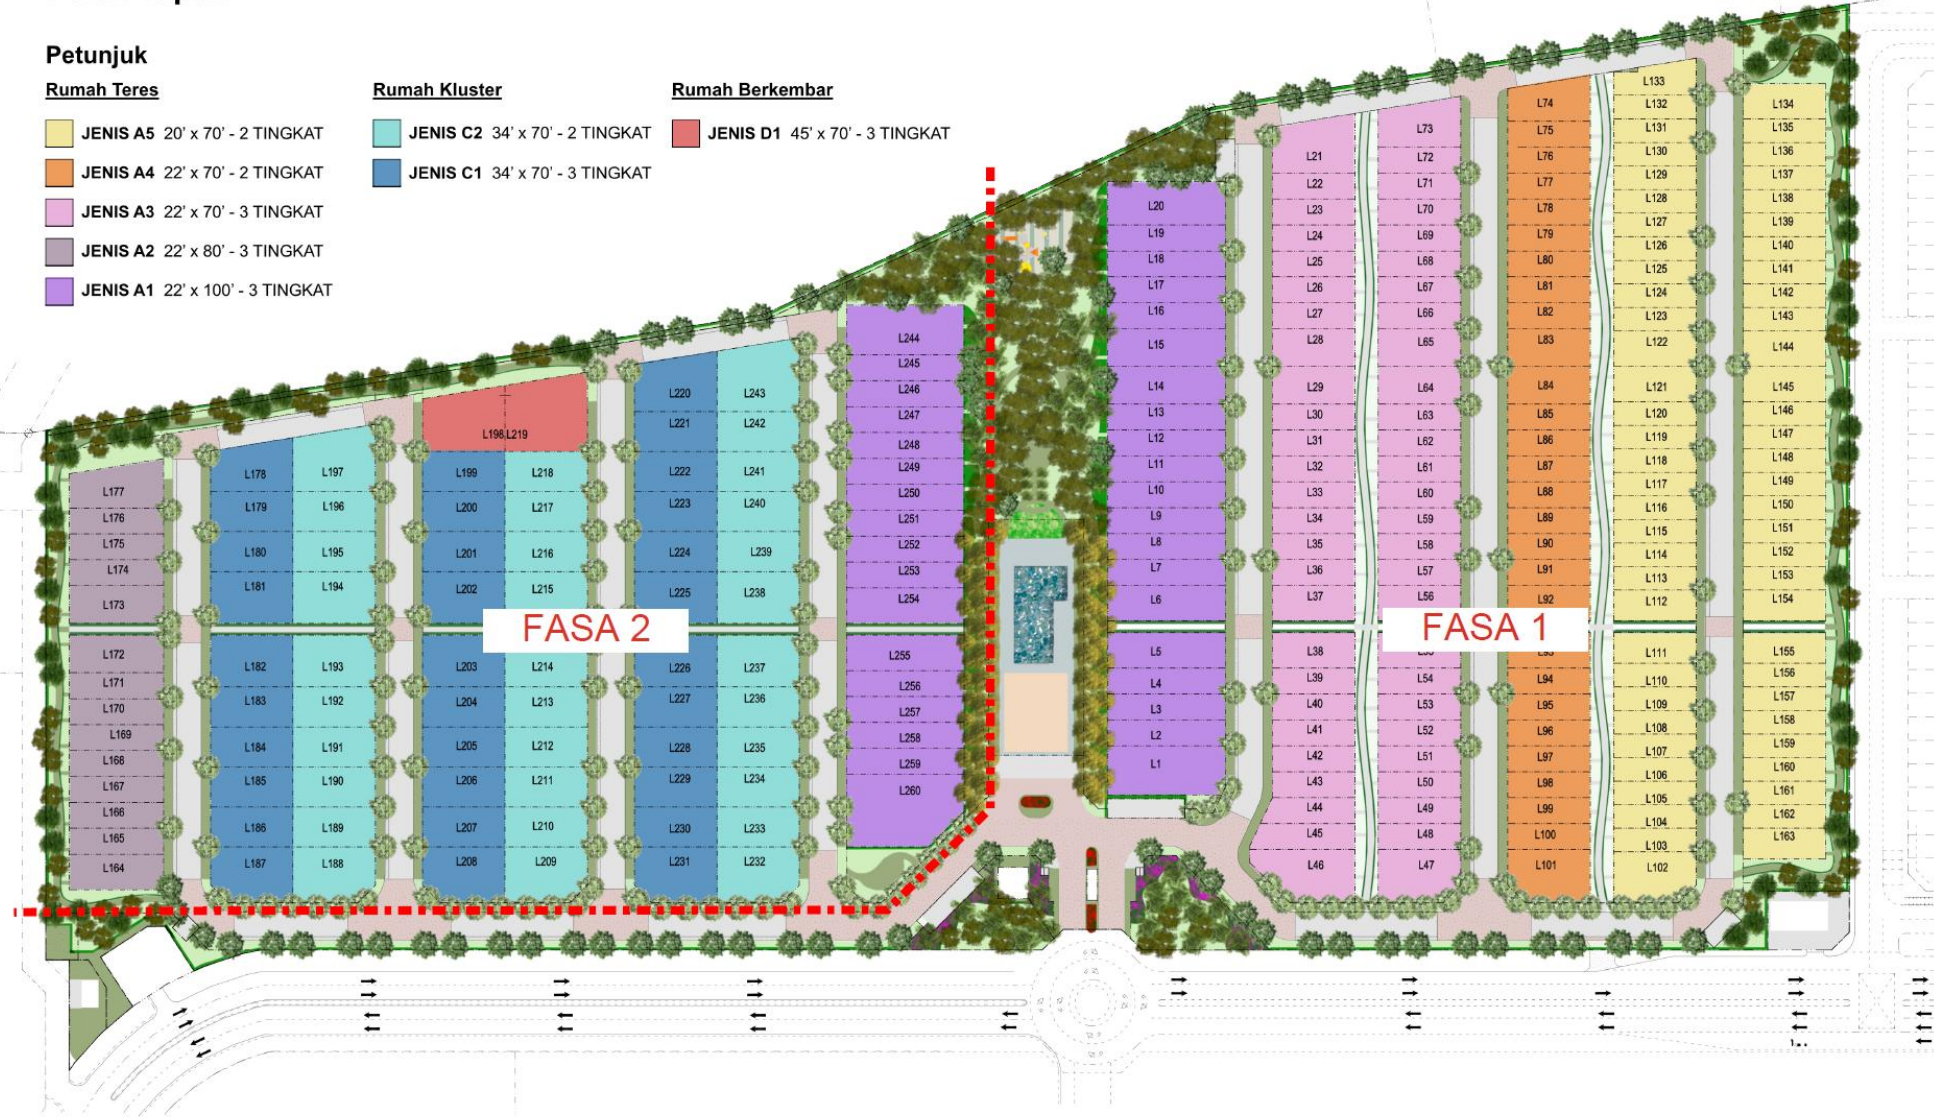 Petunjuk
Rumah Teres
JENIS A5 20' x 70' - 2 TINGKAT
JENIS A4 22' x 70' - 2 TINGKAT
JENIS A3 22' x 70' - 3 TINGKAT
JENIS A2 22' x 80' - 3 TINGKAT
JENIS A1 22' x 100' - 3 TINGKAT
Rumah Kluster
JENIS C2 34' x 70' - 2 TINGKAT
JENIS C1 34' x 70' - 3 TINGKAT
Rumah Berkembar
JENIS D1 45' x 70' - 3 TINGKAT
L177
L176
L175
L174
L173
L172
L171
L170
L169
L168
L167
L166
L165
L164
L178
L179
L180
L181
L182
L183
L184
L185
L186
L187
L197
L196
L195
L194
L193
L192
L191
L190
L189
L188
L198
L219
L199
L200
L201
L202
L203
L204
L205
L206
L207
L208
L218
L217
L216
L215
L214
L213
L212
L211
L210
L209
FASA 2
L220
L221
L222
L223
L224
L225
L226
L227
L228
L229
L230
L231
L243
L242
L241
L240
L239
L238
L237
L236
L235
L234
L233
L232
L244
L245
L246
L247
L248
L249
L250
L251
L252
L253
L254
L255
L256
L257
L258
L259
L260
L20
L19
L18
L17
L16
L15
L14
L13
L12
L11
L10
L9
L8
L7
L6
L5
L4
L3
L2
L1
L21
L22
L23
L24
L25
L26
L27
L28
L29
L30
L31
L32
L33
L34
L35
L36
L37
L38
L39
L40
L41
L42
L43
L44
L45
L46
L73
L72
L71
L70
L69
L68
L67
L66
L65
L64
L63
L62
L61
L60
L59
L58
L57
L56
FASA 1
L54
L53
L52
L51
L50
L49
L48
L47
L74
L75
L76
L77
L78
L79
L80
L81
L82
L83
L84
L85
L86
L87
L88
L89
L90
L91
L92
L93
L94
L95
L96
L97
L98
L99
L100
L101
L133
L132
L131
L130
L129
L128
L127
L126
L125
L124
L123
L122
L121
L120
L119
L118
L117
L116
L115
L114
L113
L112
L111
L110
L109
L108
L107
L106
L105
L104
L103
L102
L134
L135
L136
L137
L138
L139
L140
L141
L142
L143
L144
L145
L146
L147
L148
L149
L150
L151
L152
L153
L154
L155
L156
L157
L158
L159
L160
L161
L162
L163